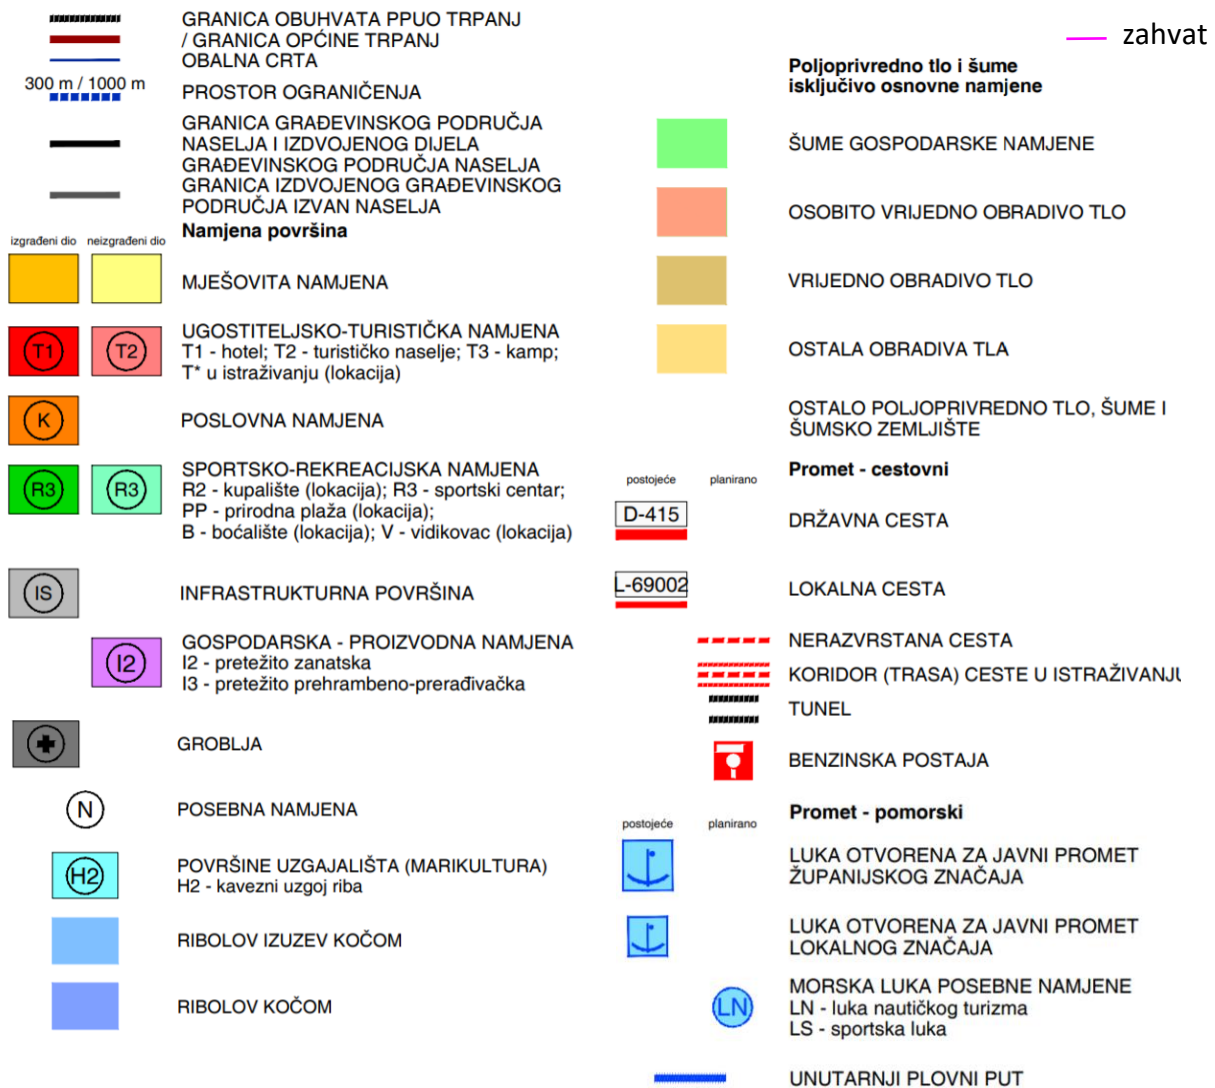 GRANICA OBUHVATA PPUO TRPANJ
/ GRANICA OPĆINE TRPANJ
OBALNA CRTA
300 m / 1000 m
PROSTOR OGRANIČENJA
GRANICA GRAĐEVINSKOG PODRUČJA
NASELJA I IZDVOJENOG DIJELA
GRAĐEVINSKOG PODRUČJA NASELJA
GRANICA IZDVOJENOG GRAĐEVINSKOG
PODRUČJA IZVAN NASELJA
Namjena površina
izgrađeni dio neizgrađeni dio
MJEŠOVITA NAMJENA
T1 T2
UGOSTITELJSKO-TURISTIČKA NAMJENA
T1 - hotel; T2 - turističko naselje; T3 - kamp;
T* u istraživanju (lokacija)
K
POSLOVNA NAMJENA
R3 R3
SPORTSKO-REKREACIJSKA NAMJENA
R2 - kupalište (lokacija); R3 - sportski centar;
PP - prirodna plaža (lokacija);
B - boćalište (lokacija); V - vidikovac (lokacija)
IS
INFRASTRUKTURNA POVRŠINA
I2
GOSPODARSKA - PROIZVODNA NAMJENA
I2 - pretežito zanatska
I3 - pretežito prehrambeno-prerađivačka
GROBLJA
N
POSEBNA NAMJENA
H2
POVRŠINE UZGAJALIŠTA (MARIKULTURA)
H2 - kavezni uzgoj riba
RIBOLOV IZUZEV KOČOM
RIBOLOV KOČOM
zahvat
Poljoprivredno tlo i šume
isključivo osnovne namjene
ŠUME GOSPODARSKE NAMJENE
OSOBITO VRIJEDNO OBRADIVO TLO
VRIJEDNO OBRADIVO TLO
OSTALA OBRADIVA TLA
OSTALO POLJOPRIVREDNO TLO, ŠUME I
ŠUMSKO ZEMLJIŠTE
Promet - cestovni
postojeće planirano
D-415
DRŽAVNA CESTA
L-69002
LOKALNA CESTA
NERAZVRSTANA CESTA
KORIDOR (TRASA) CESTE U ISTRAŽIVANJU
TUNEL
BENZINSKA POSTAJA
Promet - pomorski
postojeće planirano
LUKA OTVORENA ZA JAVNI PROMET
ŽUPANIJSKOG ZNAČAJA
LUKA OTVORENA ZA JAVNI PROMET
LOKALNOG ZNAČAJA
LN
MORSKA LUKA POSEBNE NAMJENE
LN - luka nautičkog turizma
LS - sportska luka
UNUTARNJI PLOVNI PUT